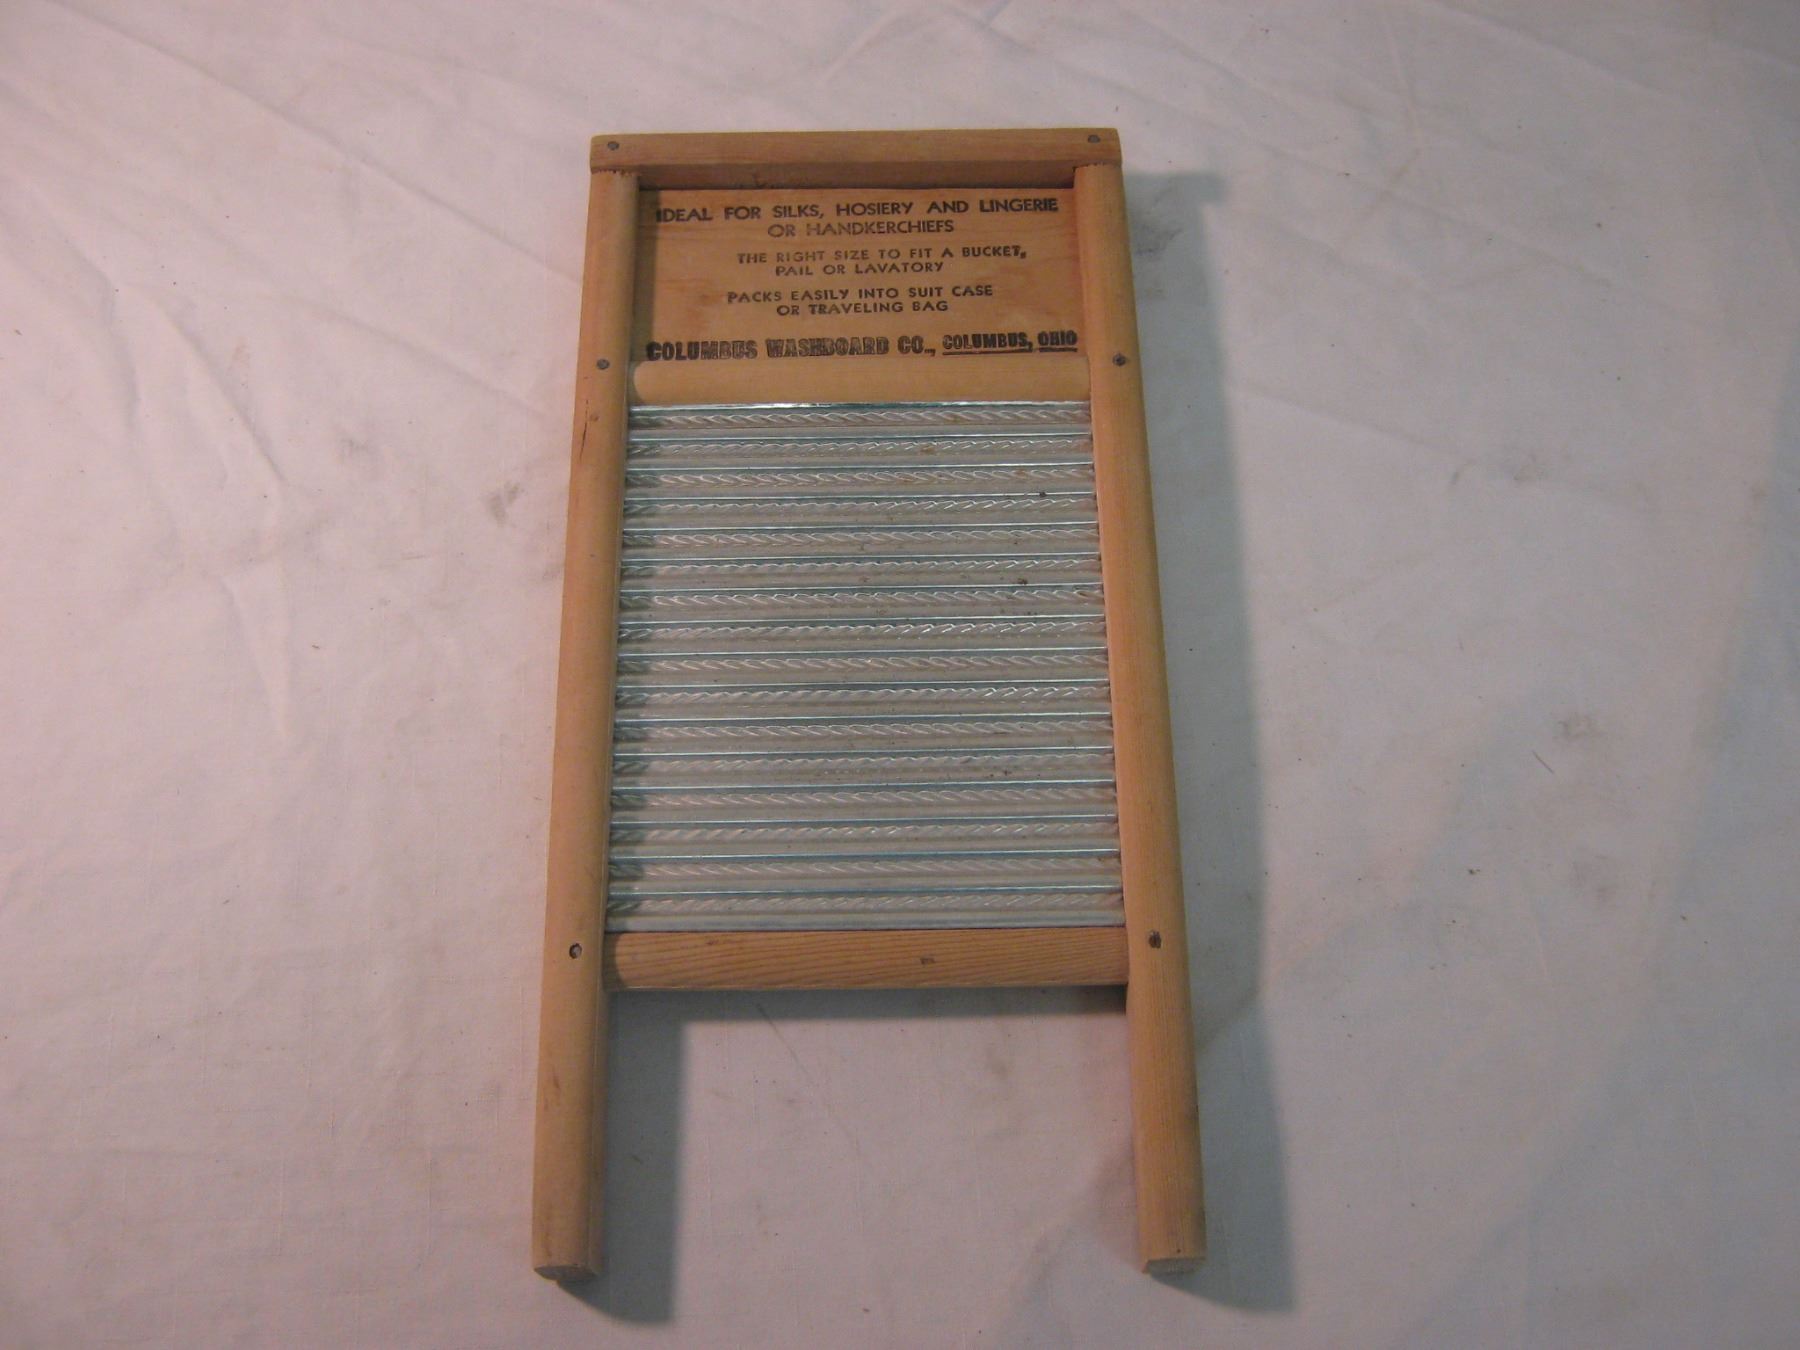 IDEAL FOR SILKS, HOSIERY AND LINGERIE
OR HANDKERCHIEFS
THE RIGHT SIZE TO FIT A BUCKET,
PAIL OR LAVATORY
PACKS EASILY INTO SUIT CASE
OR TRAVELING BAG
COLUMBUS WASHBOARD CO., COLUMBUS, OHIO